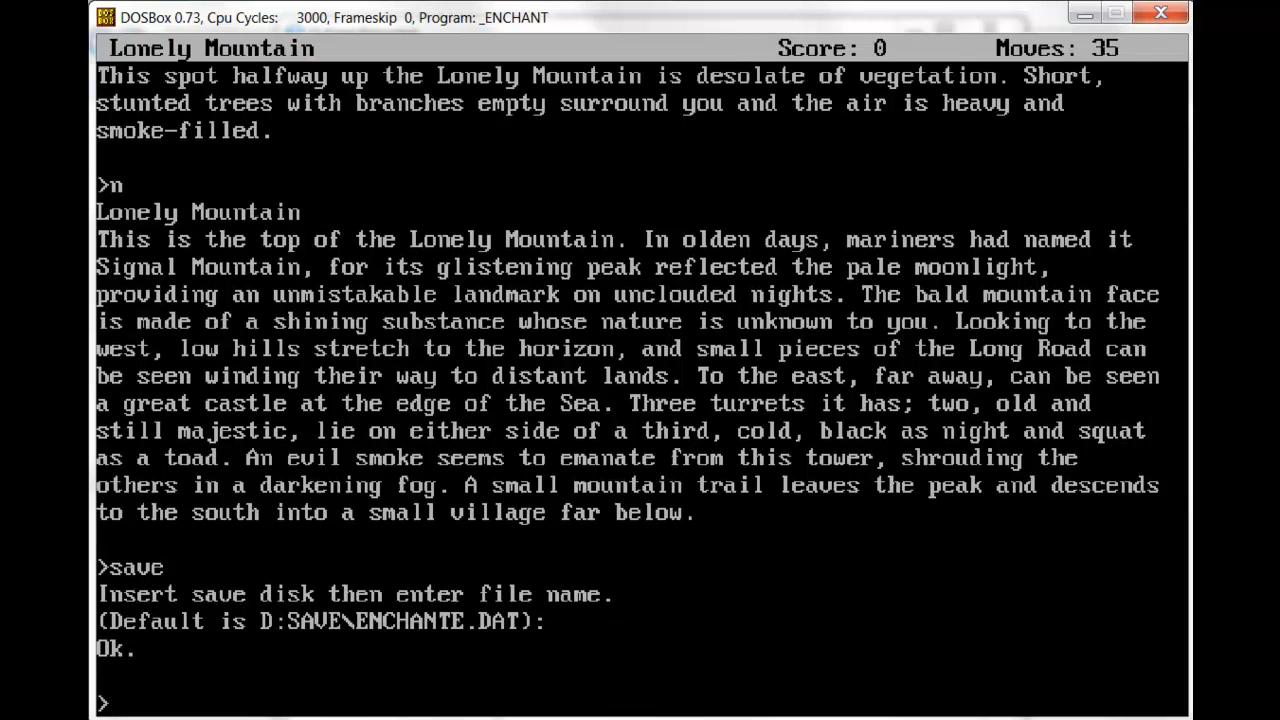 DOSBox 0.73, Cpu Cycles: 3000, Frameskip 0, Program: _ENCHANT
Lonely Mountain Score: 0 Moves: 35
This spot halfway up the Lonely Mountain is desolate of vegetation. Short,
stunted trees with branches empty surround you and the air is heavy and
smoke-filled.
>n
Lonely Mountain
This is the top of the Lonely Mountain. In olden days, mariners had named it
Signal Mountain, for its glistening peak reflected the pale moonlight,
providing an unmistakable landmark on unclouded nights. The bald mountain face
is made of a shining substance whose nature is unknown to you. Looking to the
west, low hills stretch to the horizon, and small pieces of the Long Road can
be seen winding their way to distant lands. To the east, far away, can be seen
a great castle at the edge of the Sea. Three turrets it has; two, old and
still majestic, lie on either side of a third, cold, black as night and squat
as a toad. An evil smoke seems to emanate from this tower, shrouding the
others in a darkening fog. A small mountain trail leaves the peak and descends
to the south into a small village far below.
>save
Insert save disk then enter file name.
(Default is D:SAVE\ENCHANTE.DAT):
Ok.
>